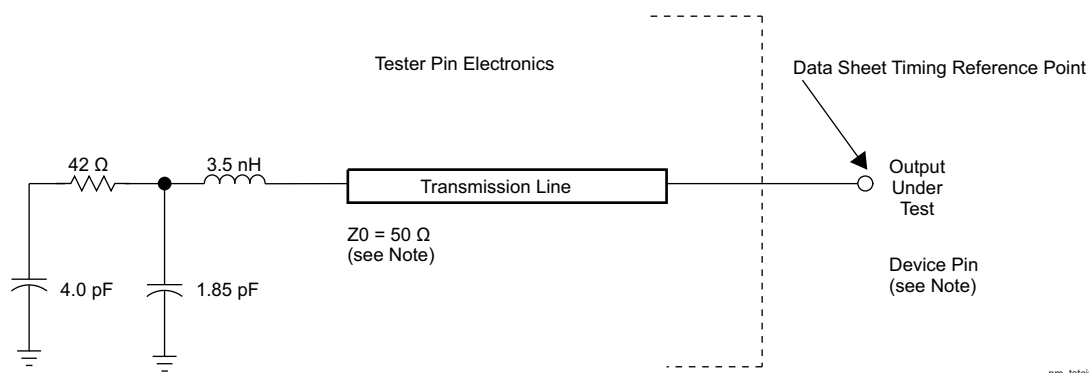 Tester Pin Electronics
Data Sheet Timing Reference Point
42 Ω
3.5 nH
Transmission Line
Output
Under
Test
Z0 = 50 Ω
(see Note)
4.0 pF
1.85 pF
Device Pin
(see Note)